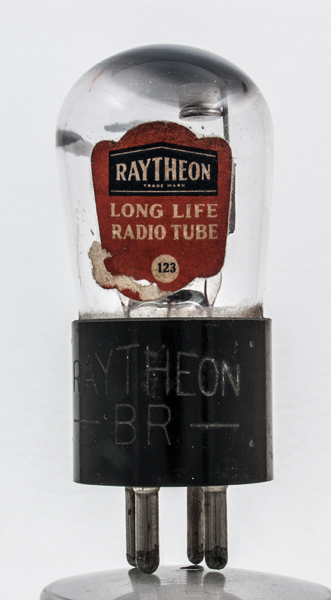 RAYTHEON
TRADE MARK
LONG LIFE
RADIO TUBE
123
RAYTHEON
— BR —